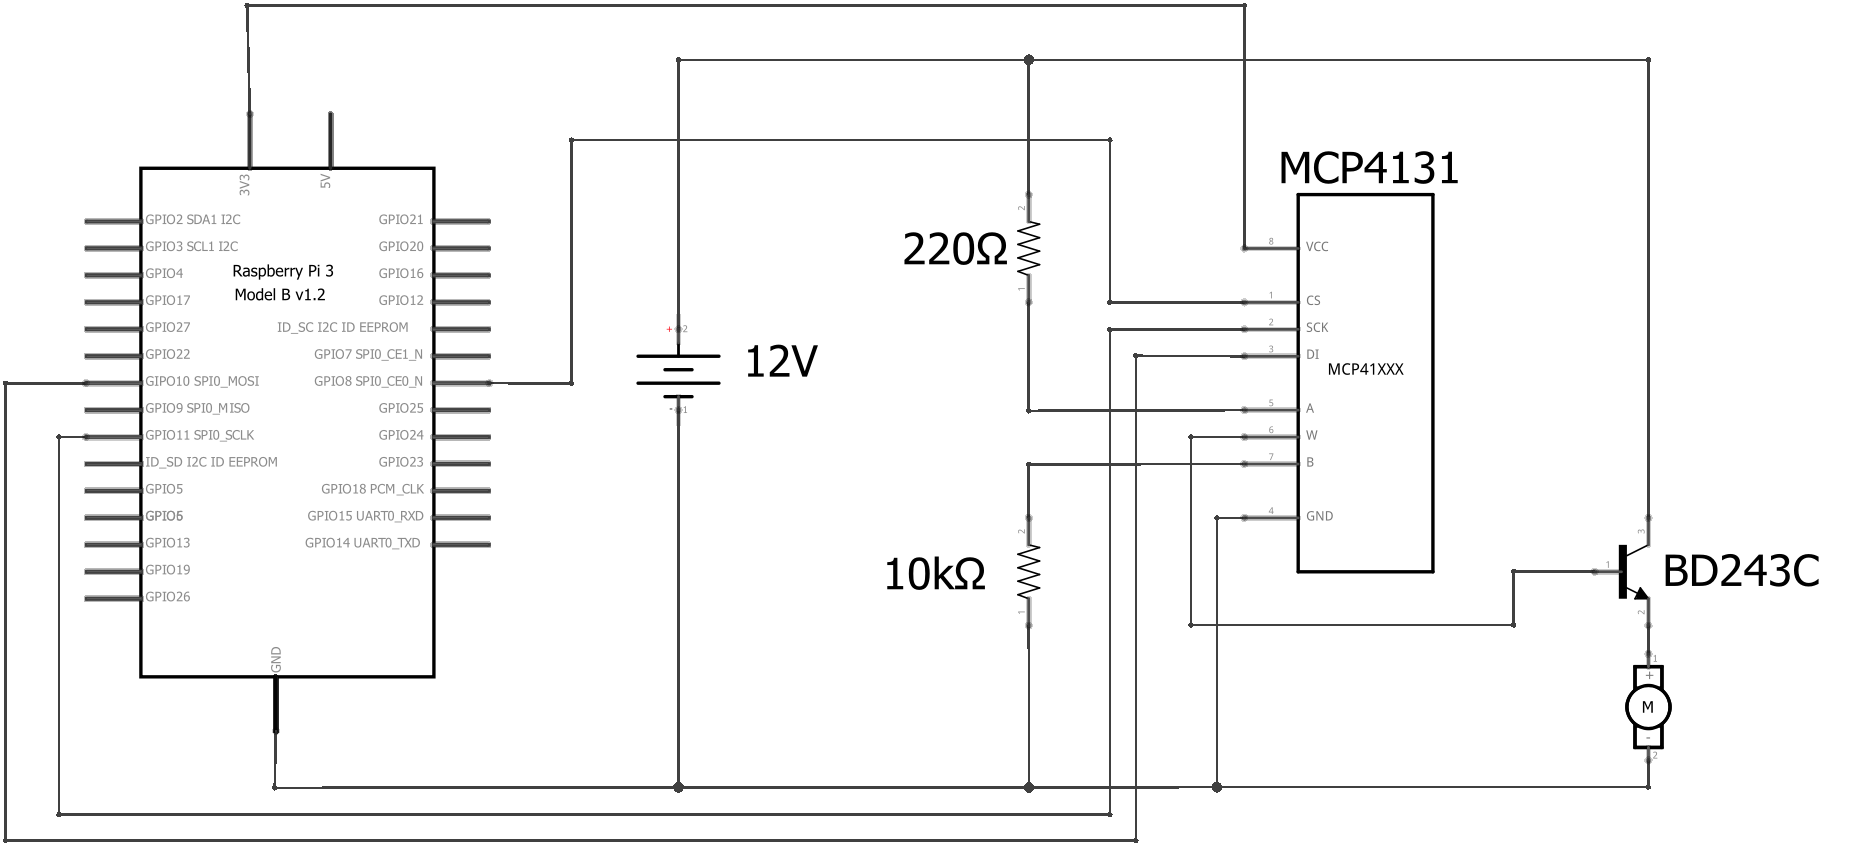 3V3
5V
Raspberry Pi 3
Model B v1.2
GPIO2 SDA1 I2C
GPIO3 SCL1 I2C
GPIO4
GPIO17
GPIO27
GPIO22
GIPO10 SPI0_MOSI
GPIO9 SPI0_MISO
GPIO11 SPI0_SCLK
ID_SD I2C ID EEPROM
GPIO5
GPIO13
GPIO19
GPIO26
GPIO21
GPIO20
GPIO16
GPIO12
ID_SC I2C ID EEPROM
GPIO7 SPI0_CE1_N
GPIO8 SPI0_CE0_N
GPIO25
GPIO24
GPIO23
GPIO18 PCM_CLK
GPIO15 UART0_RXD
GPIO14 UART0_TXD
GND
+ 2
12V
- 1
2
220Ω
1
2
10kΩ
1
MCP4131
8 VCC
1 CS
2 SCK
3 DI
MCP41XXX
5 A
6 W
7 B
4 GND
3
1
BD243C
2
1
+
M
-
2